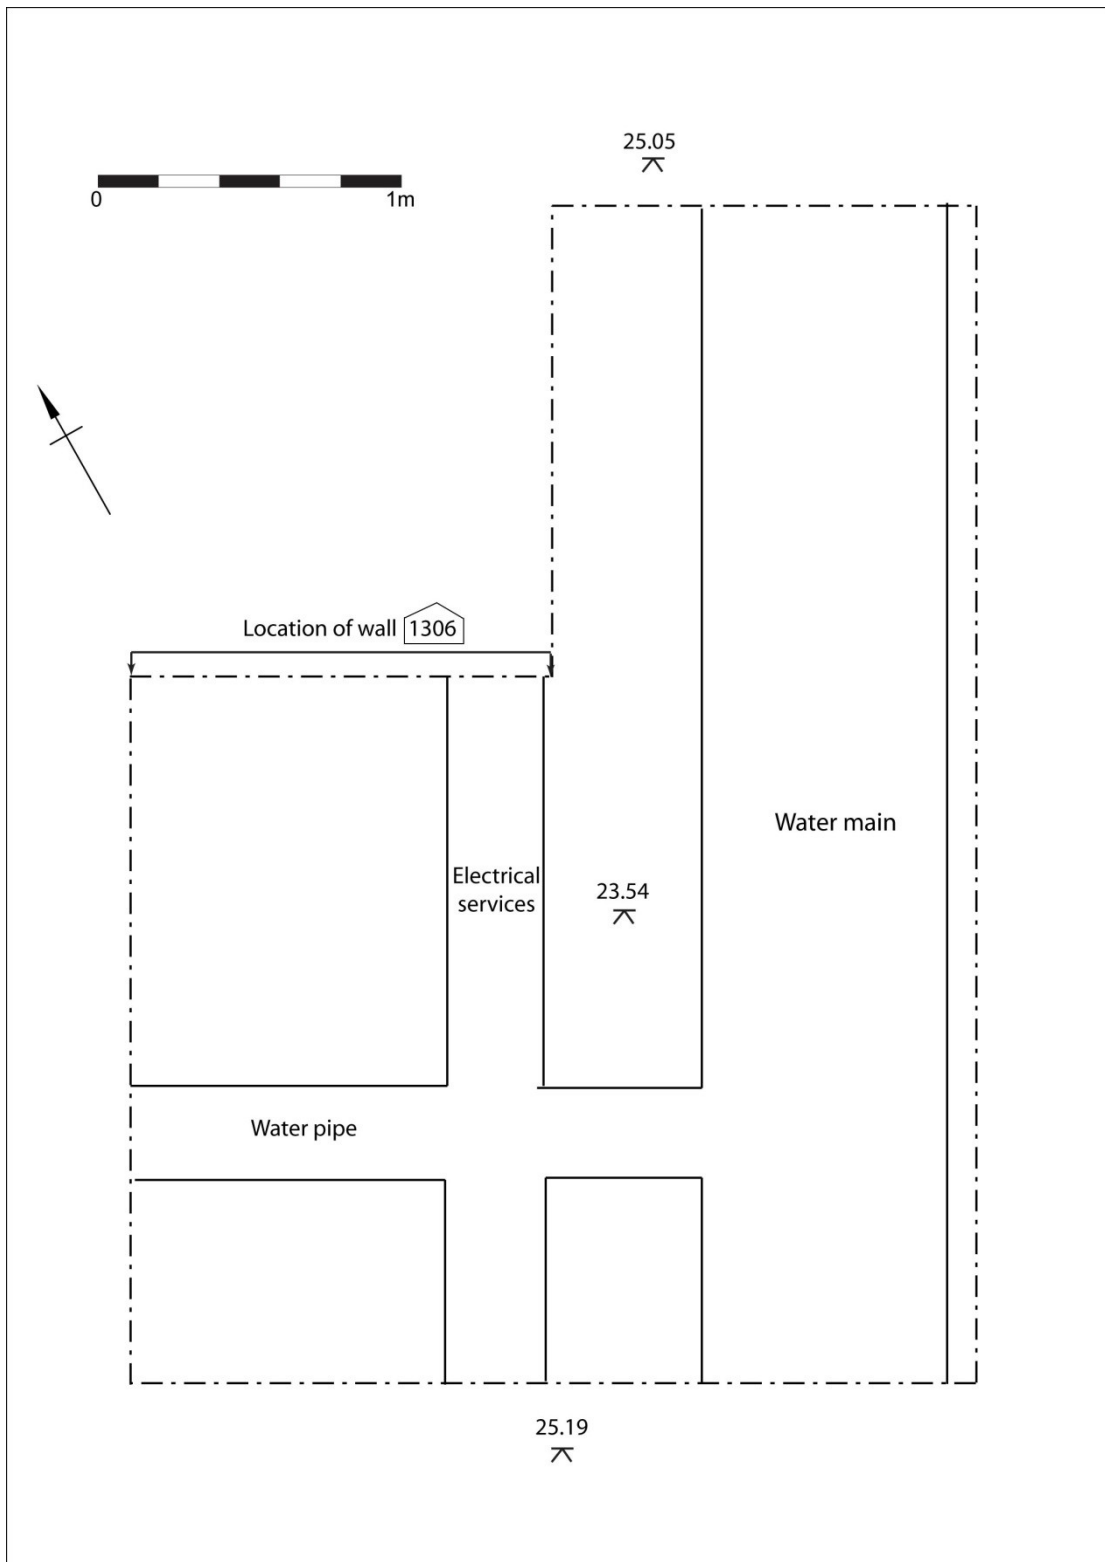 25.05
0 1m
Location of wall 1306
Water main
Electrical
services
23.54
Water pipe
25.19